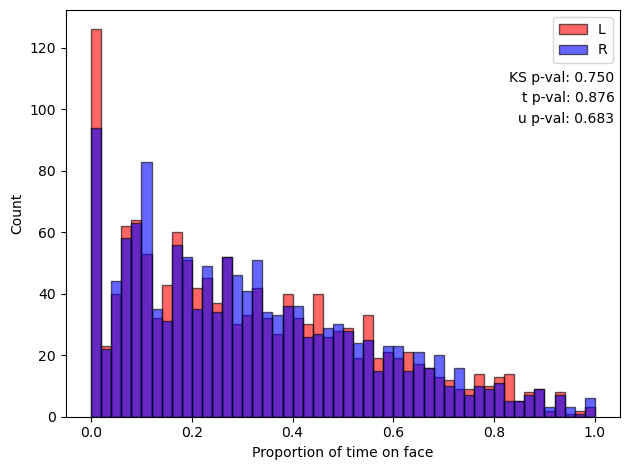 L
R
KS p-val: 0.750
t p-val: 0.876
u p-val: 0.683
Count
120
100
80
60
40
20
0
0.0 0.2 0.4 0.6 0.8 1.0
Proportion of time on face